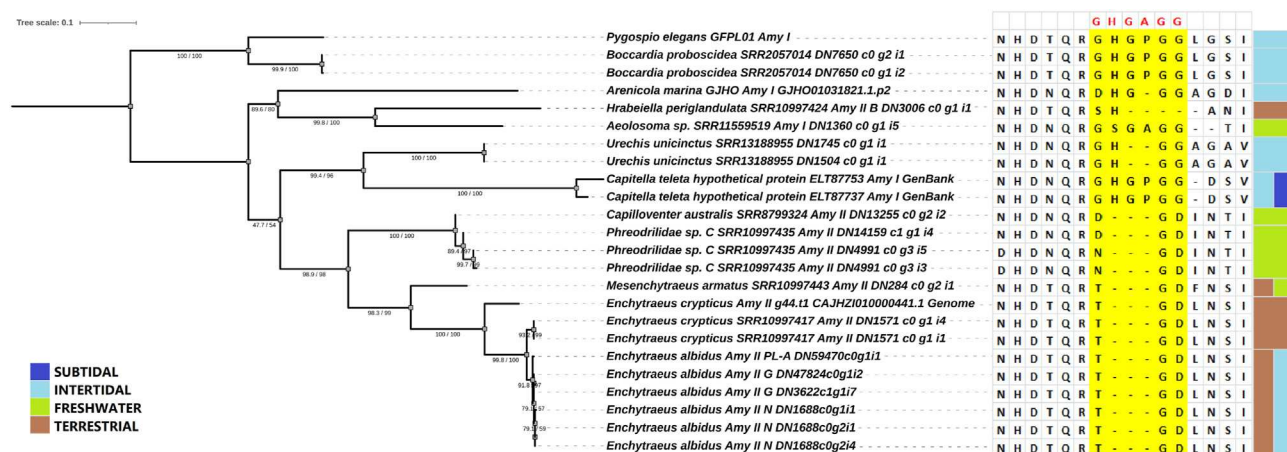 Tree scale: 0.1
G H G A G G
Pygospio elegans GFPL01 Amy I N H D T Q R G H G P G G L G S I
100 / 100
Boccardia proboscidea SRR2057014 DN7650 c0 g2 i1 N H D T Q R G H G P G G L G S I
99.9 / 100
Boccardia proboscidea SRR2057014 DN7650 c0 g1 i2 N H D T Q R G H G P G G L G S I
Arenicola marina GJHO Amy I GJHO01031821.1.p2 N H D N Q R D H G - G G A G D I
89.6 / 80
Hrabeiella periglandulata SRR10997424 Amy II B DN3006 c0 g1 i1 N H D T Q R S H - - - - - A N I
99.8 / 100
Aeolosoma sp. SRR11559519 Amy I DN1360 c0 g1 i5 N H D N Q R G S G A G G - - T I
Urechis unicinctus SRR13188955 DN1745 c0 g1 i1 N H D N Q R G H - - G G A G A V
100 / 100
Urechis unicinctus SRR13188955 DN1504 c0 g1 i1 N H D N Q R G H - - G G A G A V
99.4 / 96
Capitella teleta hypothetical protein ELT87753 Amy I GenBank N H D N Q R G H G P G G - D S V
100 / 100
Capitella teleta hypothetical protein ELT87737 Amy I GenBank N H D N Q R G H G P G G - D S V
47.7 / 54
Capilloventer australis SRR8799324 Amy II DN13255 c0 g2 i2 N H D N Q R D - - - G D I N T I
100 / 100
Phreodrilidae sp. C SRR10997435 Amy II DN14159 c1 g1 i4 N H D N Q R D - - - G D I N T I
89.4 / 97
Phreodrilidae sp. C SRR10997435 Amy II DN4991 c0 g3 i5 D H D N Q R N - - - G D I N T I
99.7 / 99
Phreodrilidae sp. C SRR10997435 Amy II DN4991 c0 g3 i3 D H D N Q R N - - - G D I N T I
98.9 / 98
Mesenchytraeus armatus SRR10997443 Amy II DN284 c0 g2 i1 N H D T Q R T - - - G D F N S I
98.3 / 99
Enchytraeus crypticus Amy II g44.t1 CAJHZI010000441.1 Genome N H D T Q R T - - - G D L N S I
100 / 100
Enchytraeus crypticus SRR10997417 Amy II DN1571 c0 g1 i4 N H D T Q R T - - - G D L N S I
Enchytraeus crypticus SRR10997417 Amy II DN1571 c0 g1 i1 N H D T Q R T - - - G D L N S I
98.8 / 100
Enchytraeus albidus Amy II PL-A DN59470c0g1i1 N H D T Q R T - - - G D L N S I
Enchytraeus albidus Amy II G DN47824c0g1i2 N H D T Q R T - - - G D L N S I
Enchytraeus albidus Amy II G DN3622c1g1i7 N H D T Q R T - - - G D L N S I
Enchytraeus albidus Amy II N DN1688c0g1i1 N H D T Q R T - - - G D L N S I
Enchytraeus albidus Amy II N DN1688c0g2i1 N H D T Q R T - - - G D L N S I
Enchytraeus albidus Amy II N DN1688c0g2i4 N H D T Q R T - - - G D L N S I
SUBTIDAL
INTERTIDAL
FRESHWATER
TERRESTRIAL